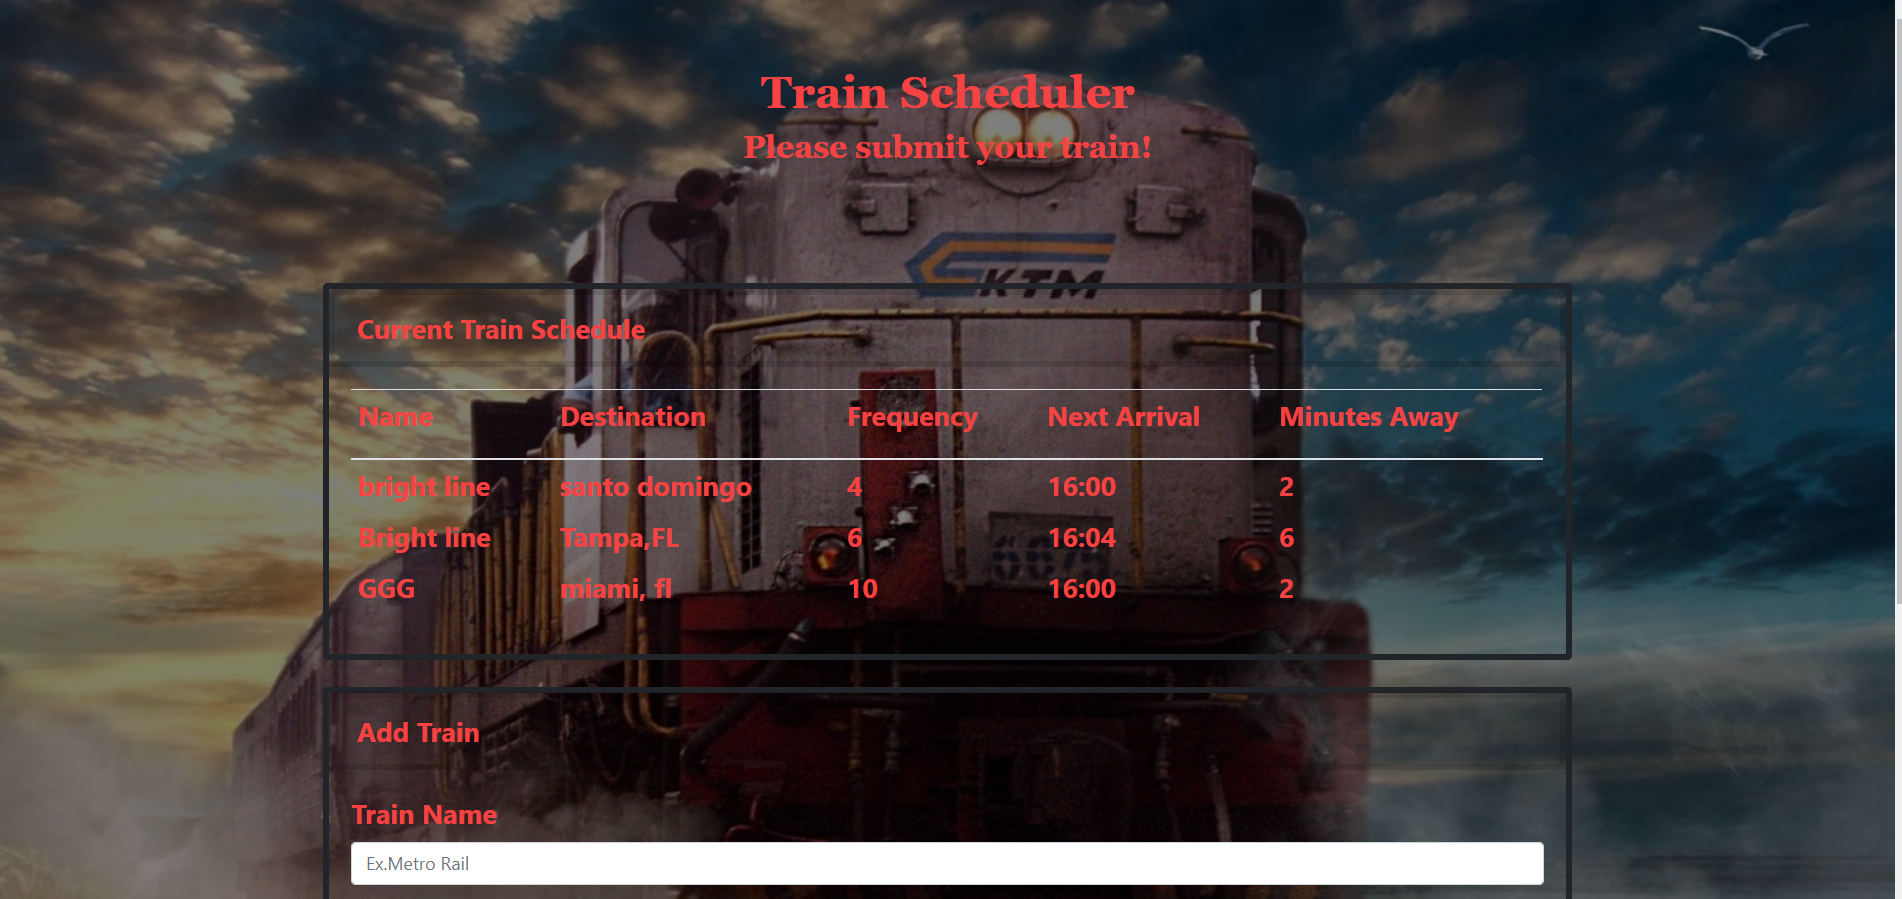 Train Scheduler
Please submit your train!
KTM
Current Train Schedule
Name Destination Frequency Next Arrival Minutes Away
bright line santo domingo 4 16:00 2
Bright line Tampa,FL 6 16:04 6
GGG miami, fl 10 16:00 2
Add Train
Train Name
Ex.Metro Rail